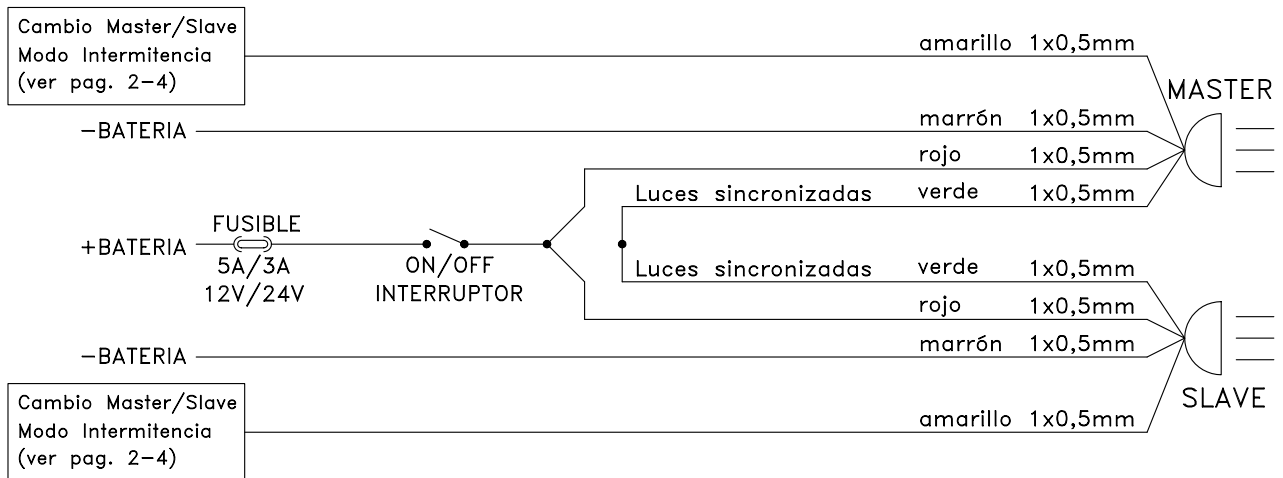 Cambio Master/Slave
Modo Intermitencia
(ver pag. 2-4)
amarillo 1x0,5mm
MASTER
-BATERIA
marrón 1x0,5mm
rojo 1x0,5mm
Luces sincronizadas verde 1x0,5mm
FUSIBLE
+BATERIA
5A/3A
12V/24V
ON/OFF
INTERRUPTOR
Luces sincronizadas verde 1x0,5mm
rojo 1x0,5mm
-BATERIA
marrón 1x0,5mm
SLAVE
Cambio Master/Slave
Modo Intermitencia
(ver pag. 2-4)
amarillo 1x0,5mm